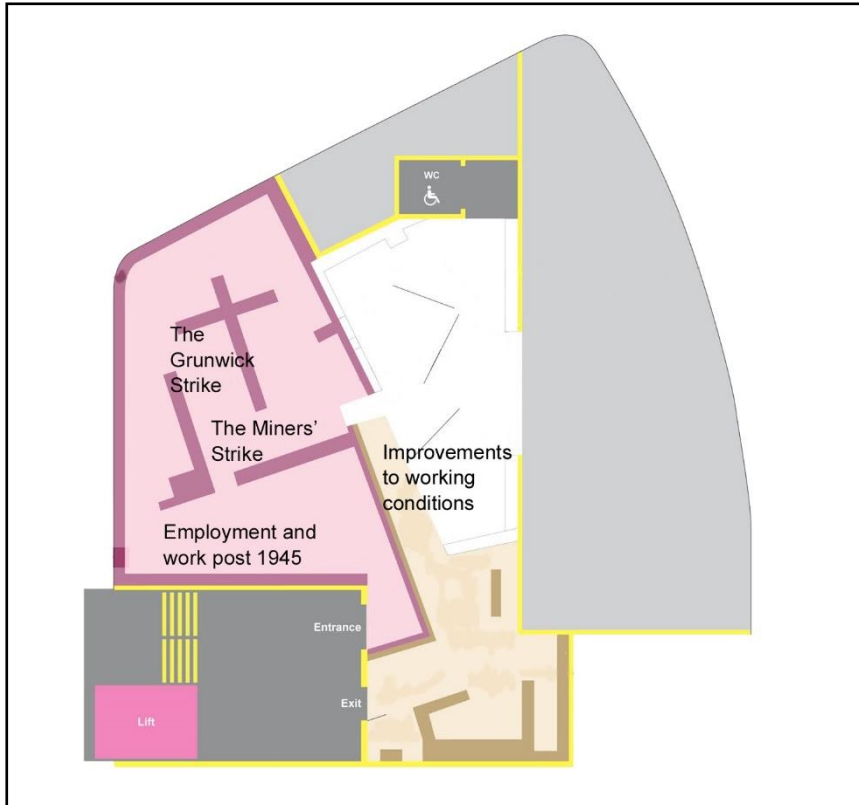 WC
The
Grunwick
Strike
The Miners’
Strike
Improvements
to working
conditions
Employment and
work post 1945
Entrance
Exit
Lift